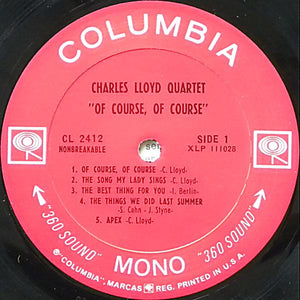 COLUMBIA
CHARLES LLOYD QUARTET
"OF COURSE, OF COURSE"
CL 2412
NONBREAKABLE
SIDE 1
XLP 111028
1. OF COURSE, OF COURSE -C. Lloyd-
2. THE SONG MY LADY SINGS -C. Lloyd-
3. THE BEST THING FOR YOU -I. Berlin-
4. THE THINGS WE DID LAST SUMMER
-S. Cahn - J. Styne-
5. APEX -C. Lloyd-
"360 SOUND" MONO "360 SOUND"
® "COLUMBIA", MARCAS REG. PRINTED IN U.S.A.